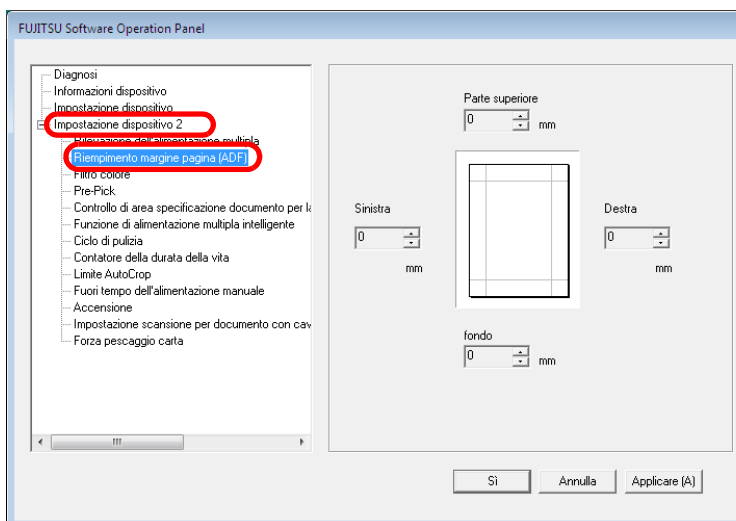 FUJITSU Software Operation Panel
Diagnosi
Informazioni dispositivo
Impostazione dispositivo
Impostazione dispositivo 2
Rilevazione dell'alimentazione multipla
Riempimento margine pagina (ADF)
Filtro colore
Pre-Pick
Controllo di area specificazione documento per la
Funzione di alimentazione multipla intelligente
Ciclo di pulizia
Contatore della durata della vita
Limite AutoCrop
Fuori tempo dell'alimentazione manuale
Accensione
Impostazione scansione per documento con cav
Forza pescaggio carta
Parte superiore
0 mm
Sinistra
0
mm
Destra
0
mm
fondo
0 mm
Sì
Annulla
Applicare (A)